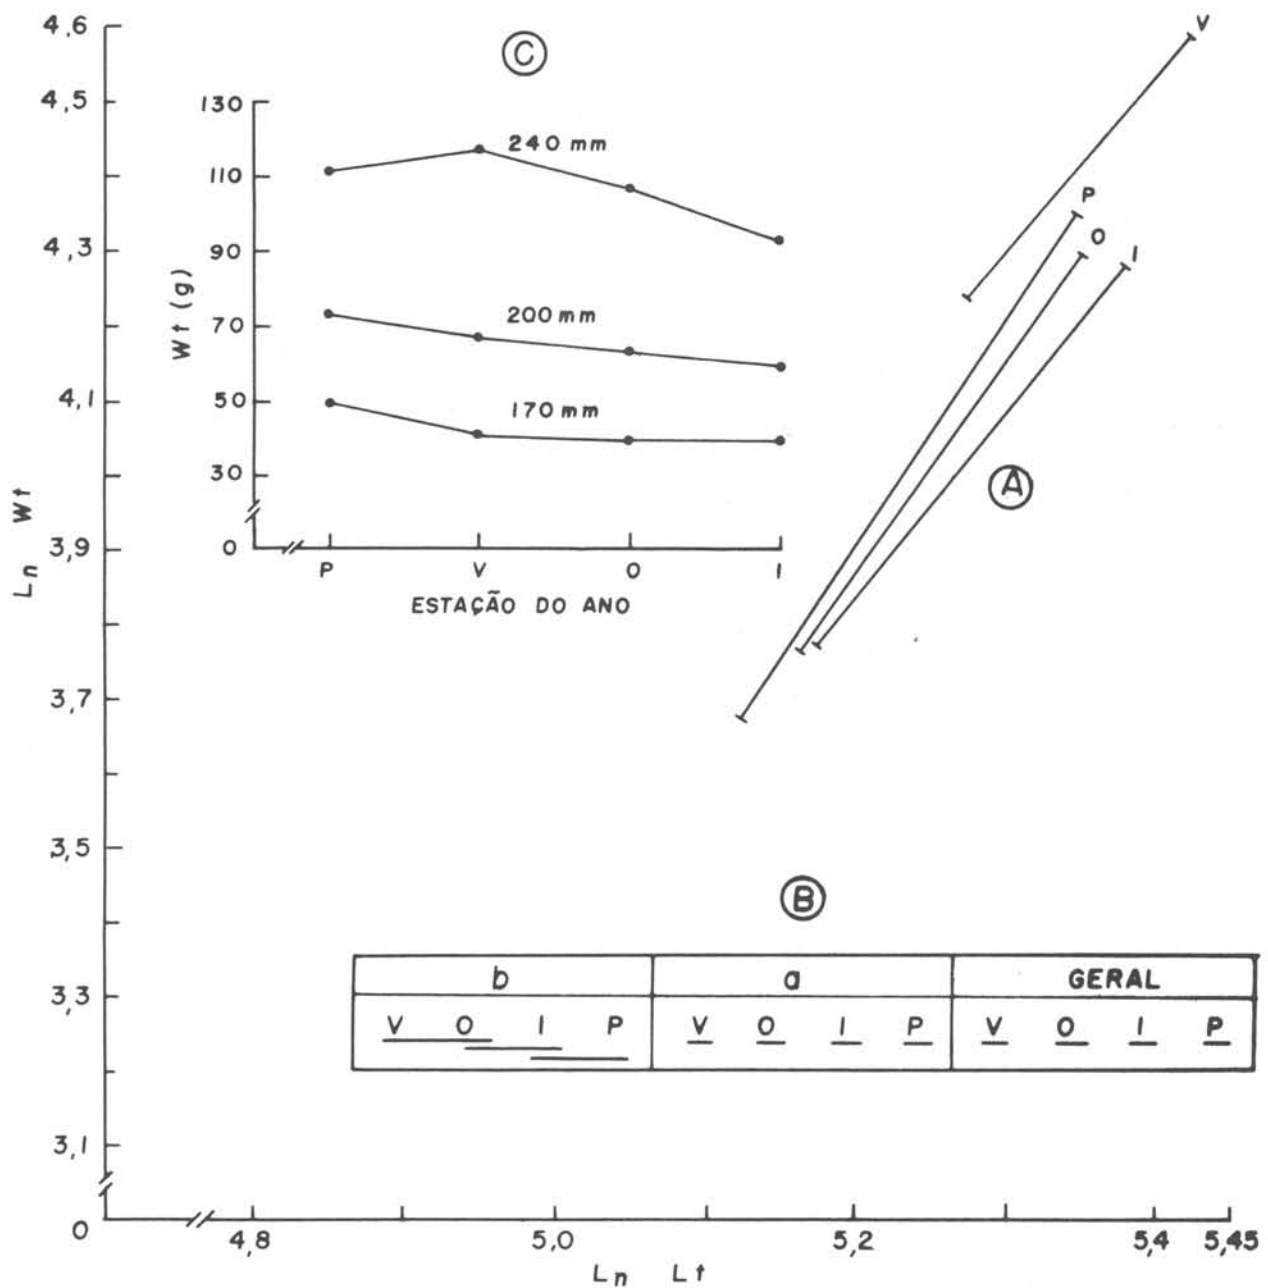 4,6
4,5
4,3
4,1
3,9
3,7
3,5
3,3
3,1
0
Ln Wt
C
130
110
90
70
50
30
0
Wt (g)
240 mm
200 mm
170 mm
P V O I
ESTAÇÃO DO ANO
V
P
O
I
A
B
b a GERAL
V O I P V O I P V O I P
4,8 5,0 5,2 5,4 5,45
Ln Lt